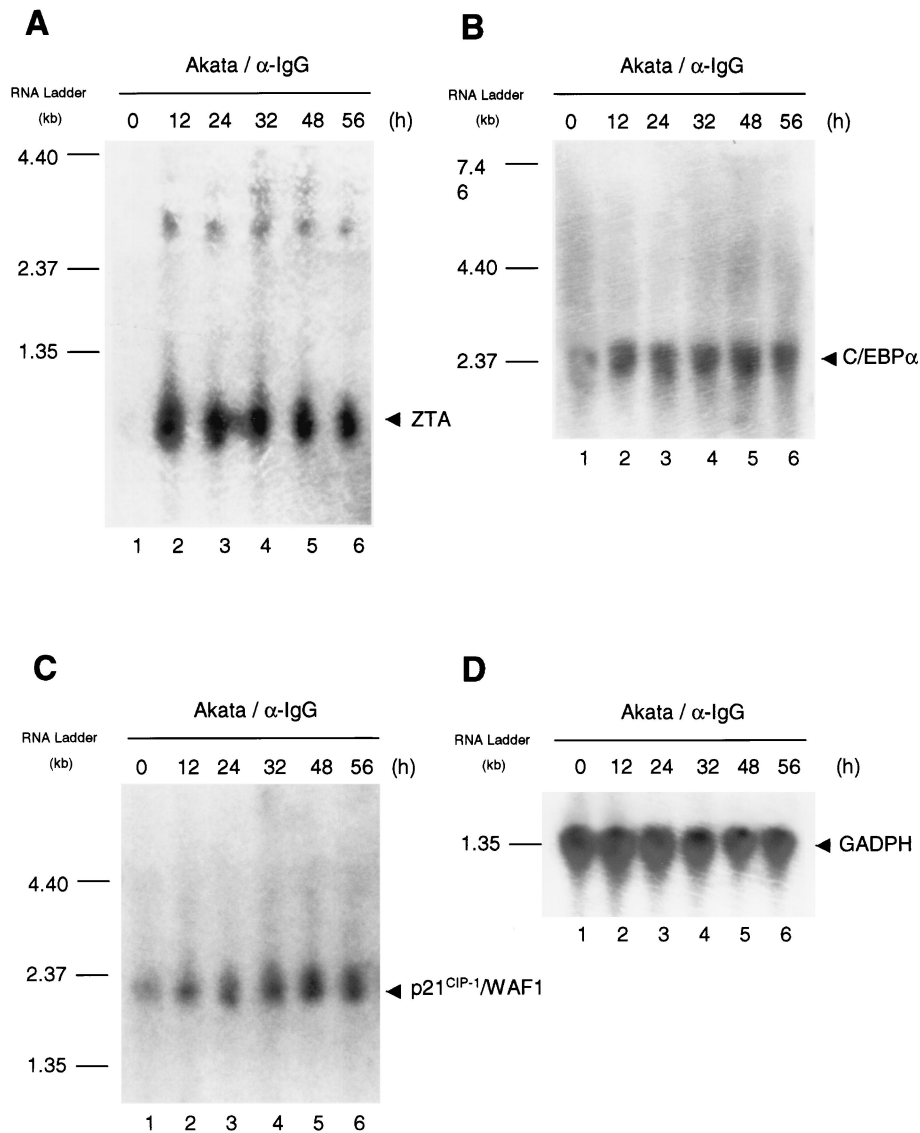 A
Akata / α-IgG
RNA Ladder
(kb)
0 12 24 32 48 56 (h)
4.40
2.37
1.35
ZTA
1 2 3 4 5 6
B
Akata / α-IgG
RNA Ladder
(kb)
0 12 24 32 48 56 (h)
7.4
6
4.40
2.37
C/EBPα
1 2 3 4 5 6
C
Akata / α-IgG
RNA Ladder
(kb)
0 12 24 32 48 56 (h)
4.40
2.37
p21CIP-1/WAF1
1.35
1 2 3 4 5 6
D
Akata / α-IgG
RNA Ladder
(kb)
0 12 24 32 48 56 (h)
1.35
GADPH
1 2 3 4 5 6